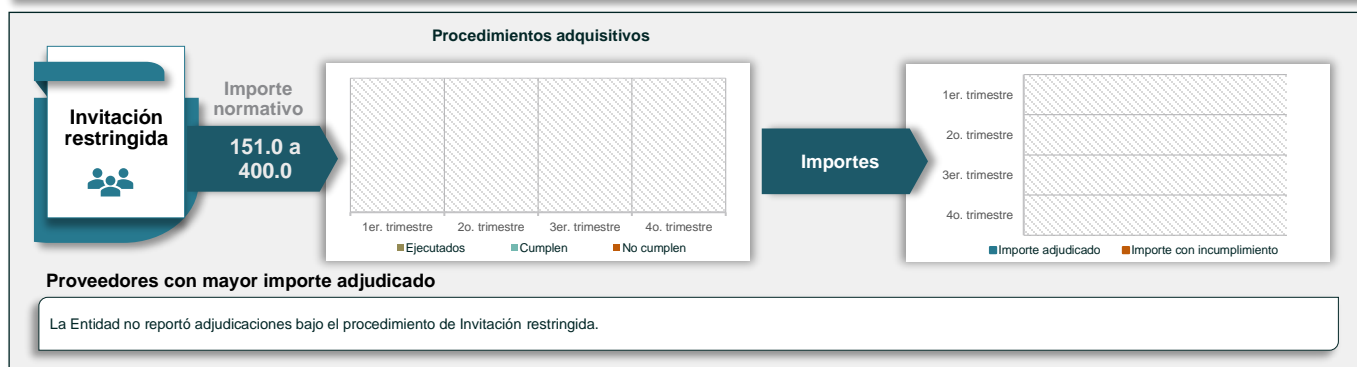 Procedimientos adquisitivos
Invitación
restringida
Importe
normativo
151.0 a
400.0
1er. trimestre 2o. trimestre 3er. trimestre 4o. trimestre
Ejecutados Cumplen No cumplen
Importes
1er. trimestre
2o. trimestre
3er. trimestre
4o. trimestre
Importe adjudicado Importe con incumplimiento
Proveedores con mayor importe adjudicado
La Entidad no reportó adjudicaciones bajo el procedimiento de Invitación restringida.